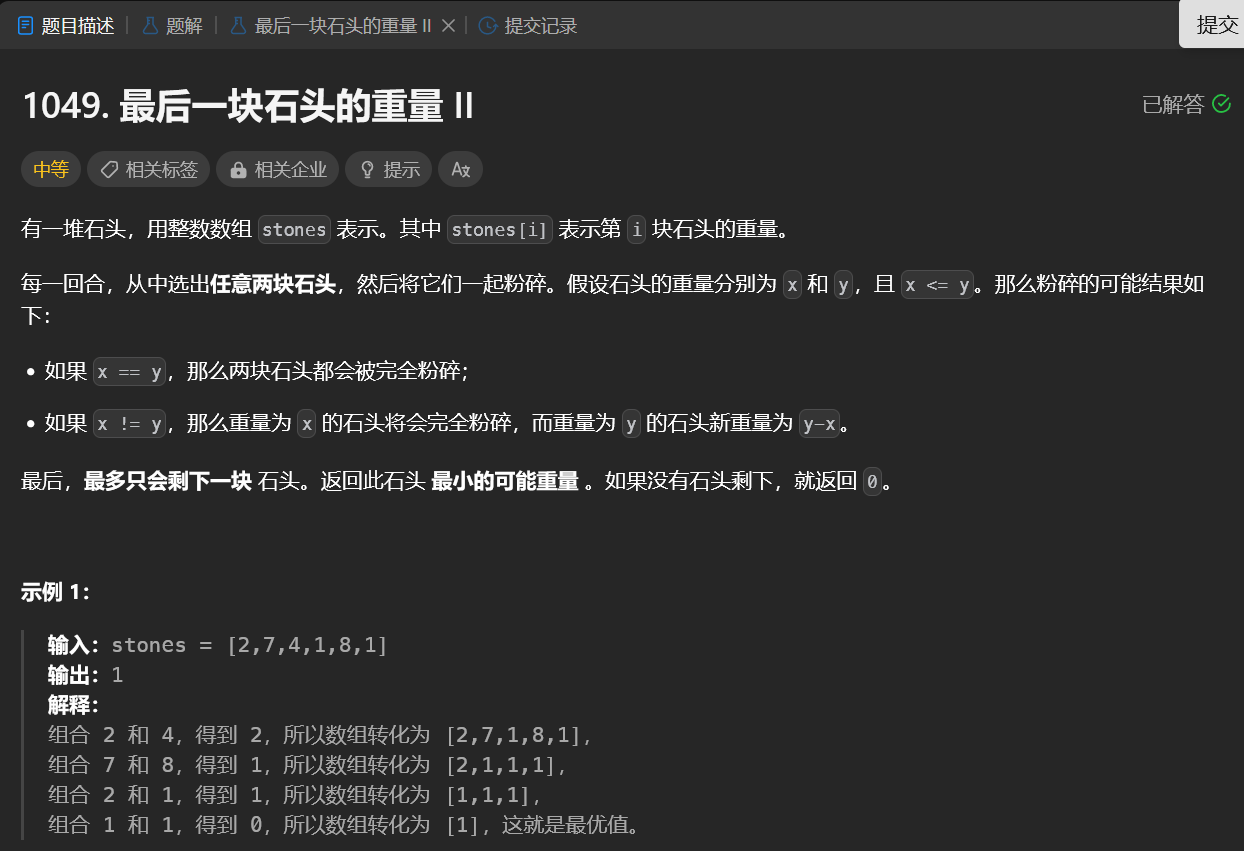 题目描述 | 题解 | 最后一块石头的重量 II × | 提交记录
提交
1049. 最后一块石头的重量 II
已解答
中等 相关标签 相关企业 提示 A文
有一堆石头，用整数数组 stones 表示。其中 stones[i] 表示第 i 块石头的重量。
每一回合，从中选出任意两块石头，然后将它们一起粉碎。假设石头的重量分别为 x 和 y，且 x <= y。那么粉碎的可能结果如
下：
• 如果 x == y，那么两块石头都会被完全粉碎；
• 如果 x != y，那么重量为 x 的石头将会完全粉碎，而重量为 y 的石头新重量为 y-x。
最后，最多只会剩下一块 石头。返回此石头 最小的可能重量 。如果没有石头剩下，就返回 0。
示例 1：
输入：stones = [2,7,4,1,8,1]
输出：1
解释：
组合 2 和 4，得到 2，所以数组转化为 [2,7,1,8,1]，
组合 7 和 8，得到 1，所以数组转化为 [2,1,1,1]，
组合 2 和 1，得到 1，所以数组转化为 [1,1,1]，
组合 1 和 1，得到 0，所以数组转化为 [1]，这就是最优值。